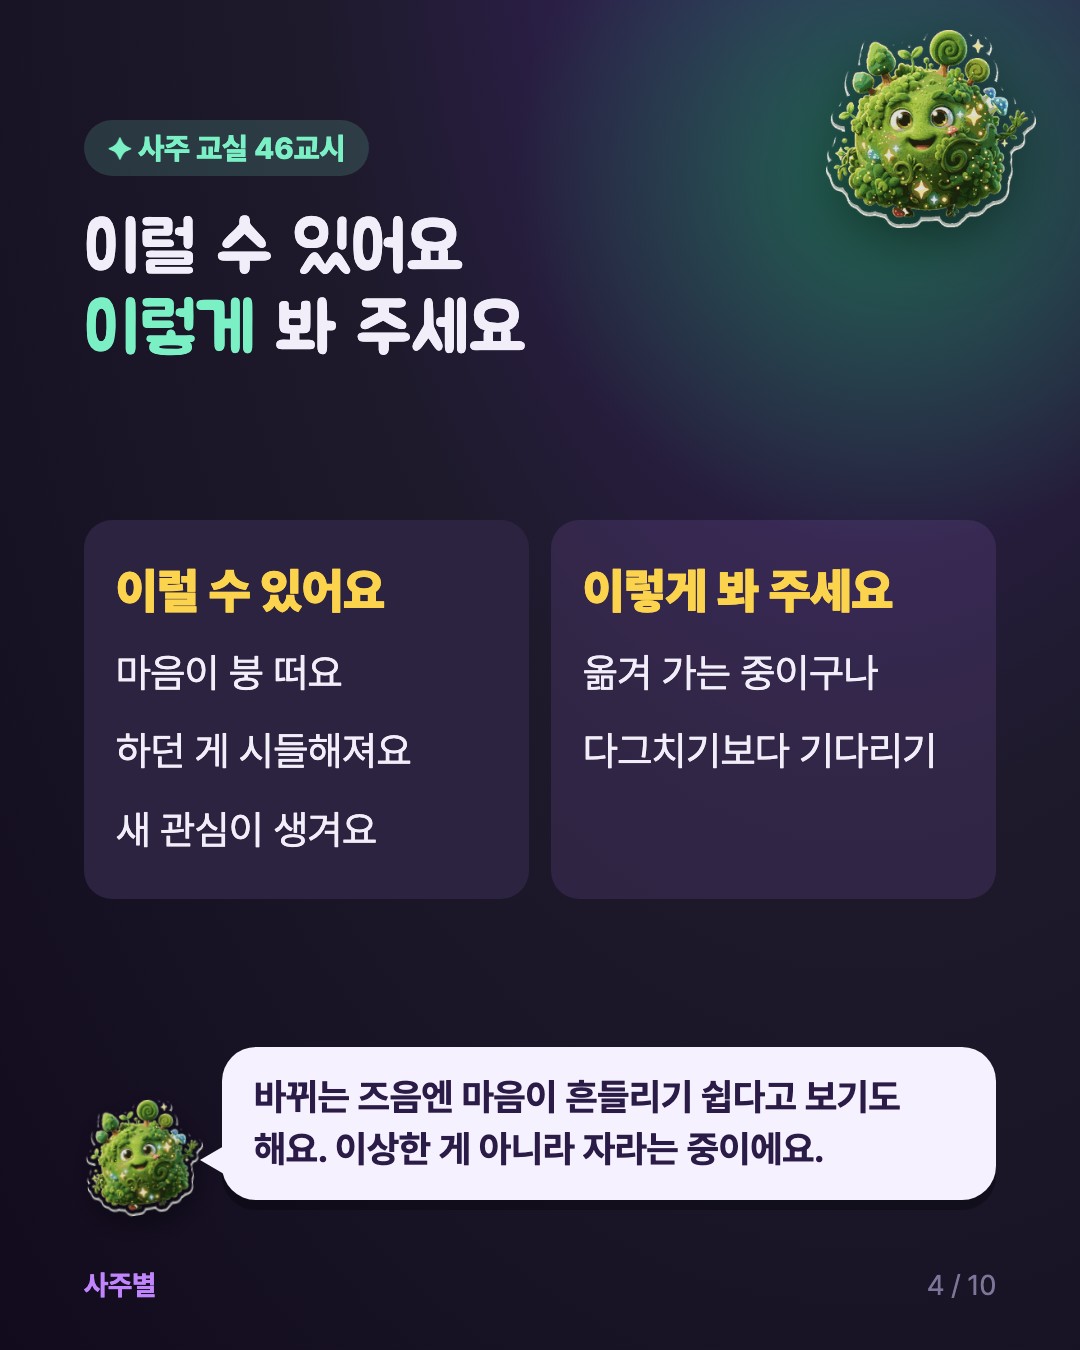 ✦ 사주 교실 46교시
이럴 수 있어요
이렇게 봐 주세요
이럴 수 있어요
마음이 붕 떠요
하던 게 시들해져요
새 관심이 생겨요
이렇게 봐 주세요
옮겨 가는 중이구나
다그치기보다 기다리기
바뀌는 즈음엔 마음이 흔들리기 쉽다고 보기도
해요. 이상한 게 아니라 자라는 중이에요.
사주별
4 / 10